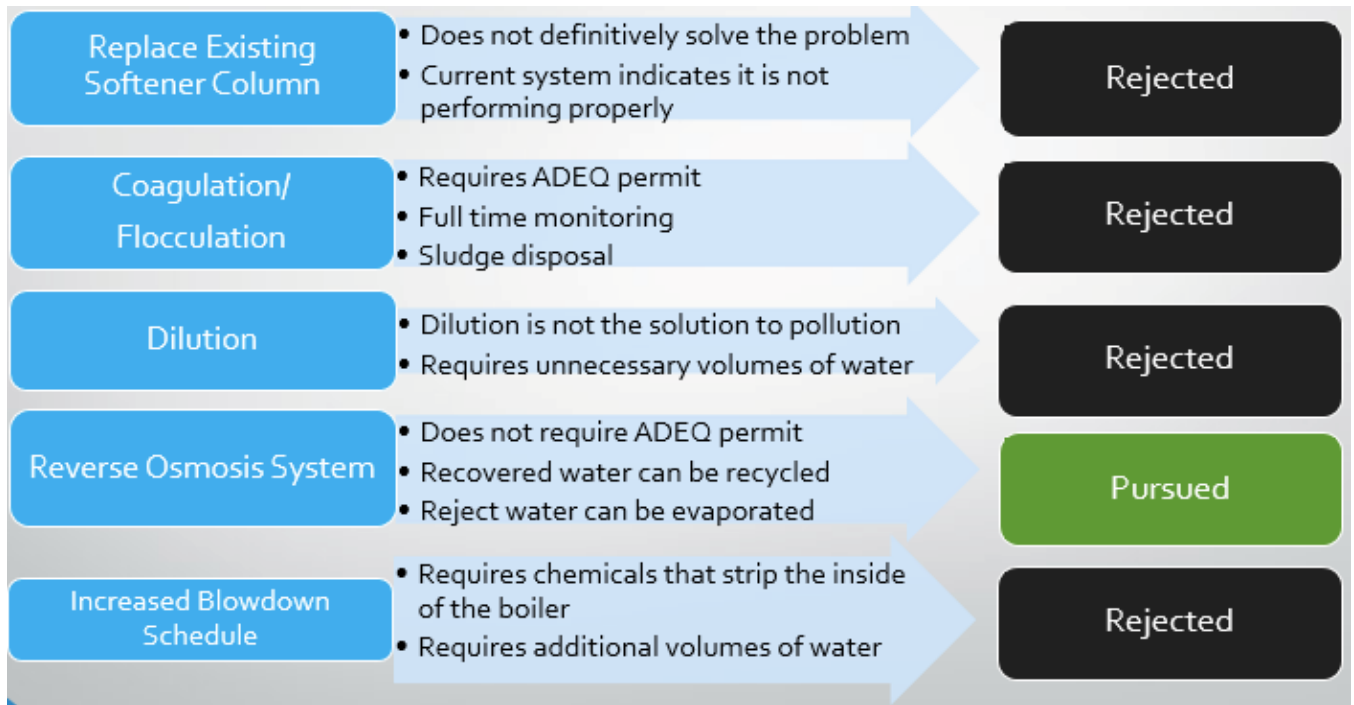 Replace Existing
Softener Column
• Does not definitively solve the problem
• Current system indicates it is not
performing properly
Rejected
Coagulation/
Flocculation
• Requires ADEQ permit
• Full time monitoring
• Sludge disposal
Rejected
Dilution
• Dilution is not the solution to pollution
• Requires unnecessary volumes of water
Rejected
Reverse Osmosis System
• Does not require ADEQ permit
• Recovered water can be recycled
• Reject water can be evaporated
Pursued
Increased Blowdown
Schedule
• Requires chemicals that strip the inside
of the boiler
• Requires additional volumes of water
Rejected